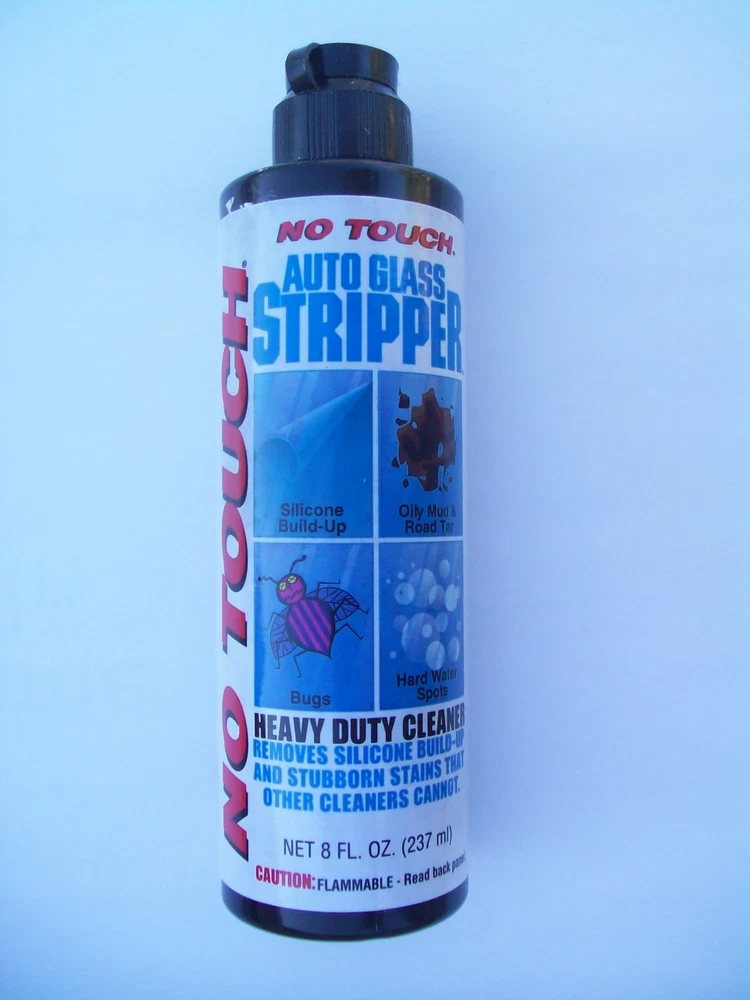 NO TOUCH.
NO TOUCH®
AUTO GLASS
STRIPPER
Silicone
Build-Up
Oily Mud &
Road Tar
Bugs
Hard Water
Spots
HEAVY DUTY CLEANER
REMOVES SILICONE BUILD-UP
AND STUBBORN STAINS THAT
OTHER CLEANERS CANNOT.
NET 8 FL. OZ. (237 ml)
CAUTION: FLAMMABLE - Read back